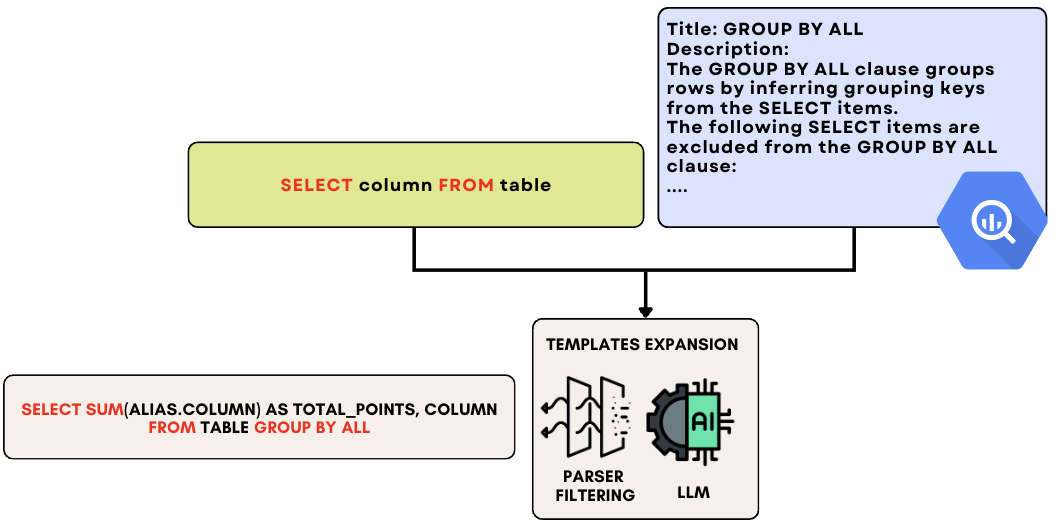 Title: GROUP BY ALL
Description:
The GROUP BY ALL clause groups
rows by inferring grouping keys
from the SELECT items.
The following SELECT items are
excluded from the GROUP BY ALL
clause:
....
SELECT column FROM table
TEMPLATES EXPANSION
AI
PARSER
FILTERING
LLM
SELECT SUM(ALIAS.COLUMN) AS TOTAL_POINTS, COLUMN
FROM TABLE GROUP BY ALL